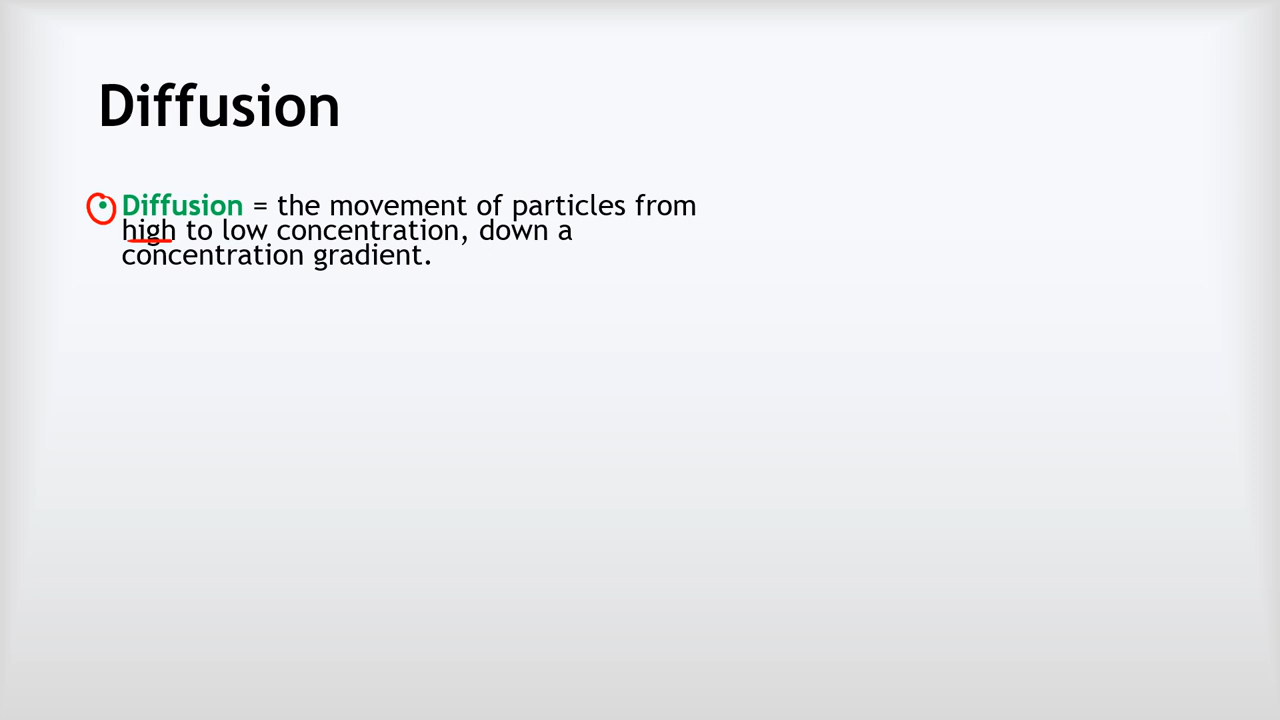 Diffusion
• Diffusion = the movement of particles from
high to low concentration, down a
concentration gradient.